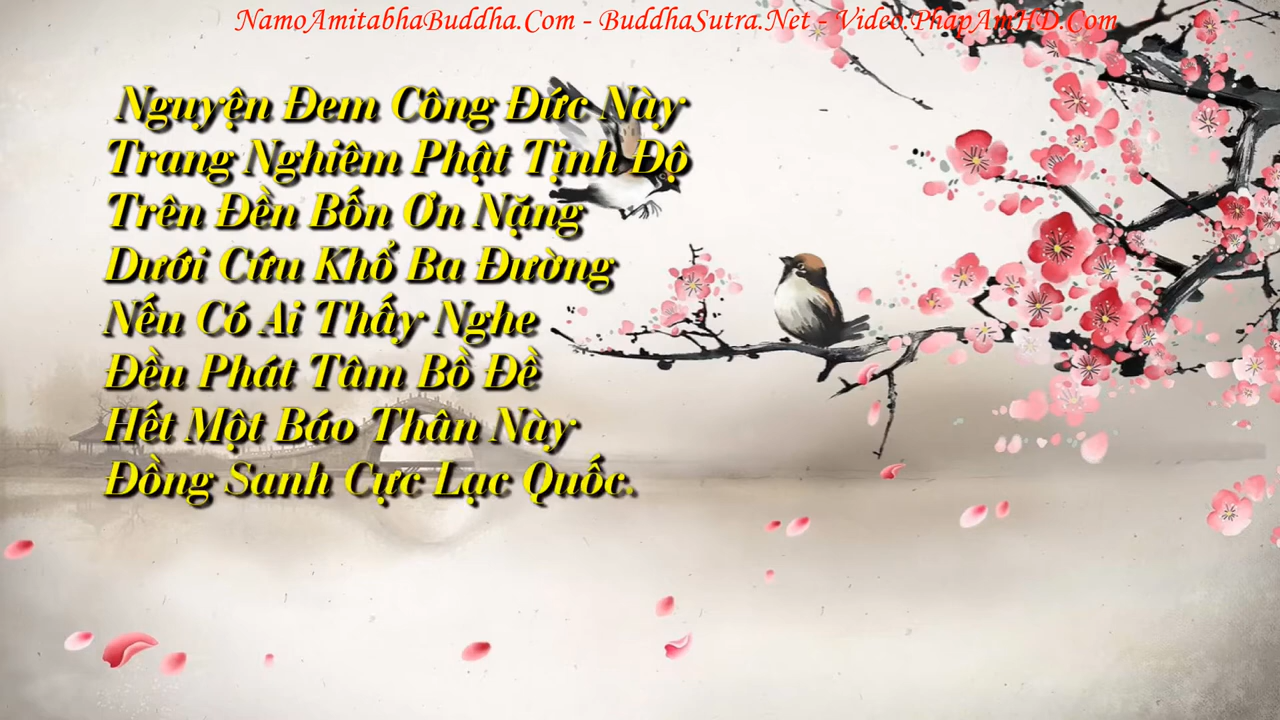 NamoAmitabhaBuddha.Com - BuddhaSutra.Net - Video.PhapAmHD.Com
Nguyện Đem Công Đức Này
Trang Nghiêm Phật Tịnh Độ
Trên Đền Bốn Ơn Nặng
Dưới Cứu Khổ Ba Đường
Nếu Có Ai Thấy Nghe
Đều Phát Tâm Bồ Đề
Hết Một Báo Thân Này
Đồng Sanh Cực Lạc Quốc.